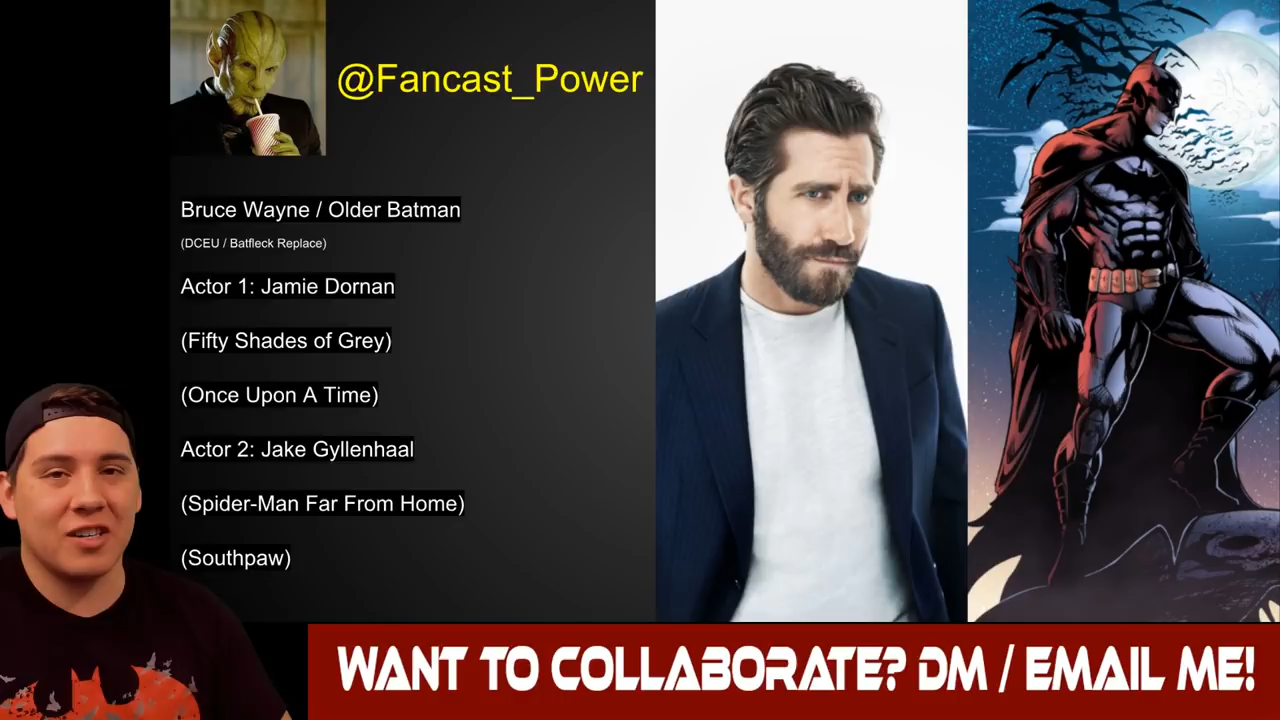 @Fancast_Power
Bruce Wayne / Older Batman
(DCEU / Batfleck Replace)
Actor 1: Jamie Dornan
(Fifty Shades of Grey)
(Once Upon A Time)
Actor 2: Jake Gyllenhaal
(Spider-Man Far From Home)
(Southpaw)
WANT TO COLLABORATE? DM / EMAIL ME!